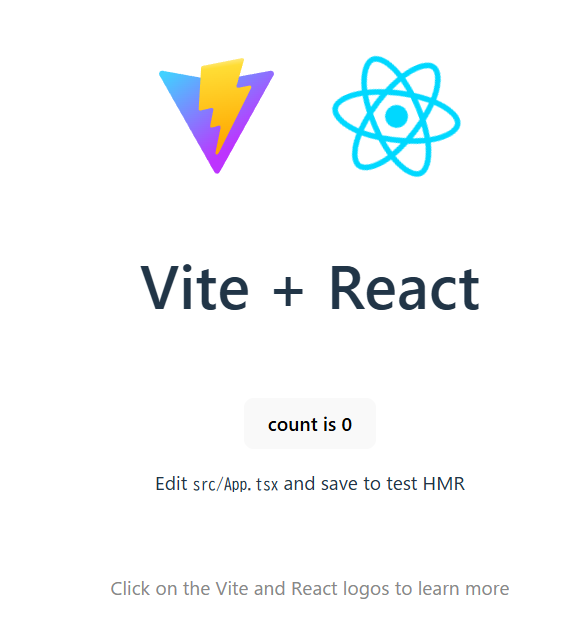 Vite + React
count is 0
Edit src/App.tsx and save to test HMR
Click on the Vite and React logos to learn more